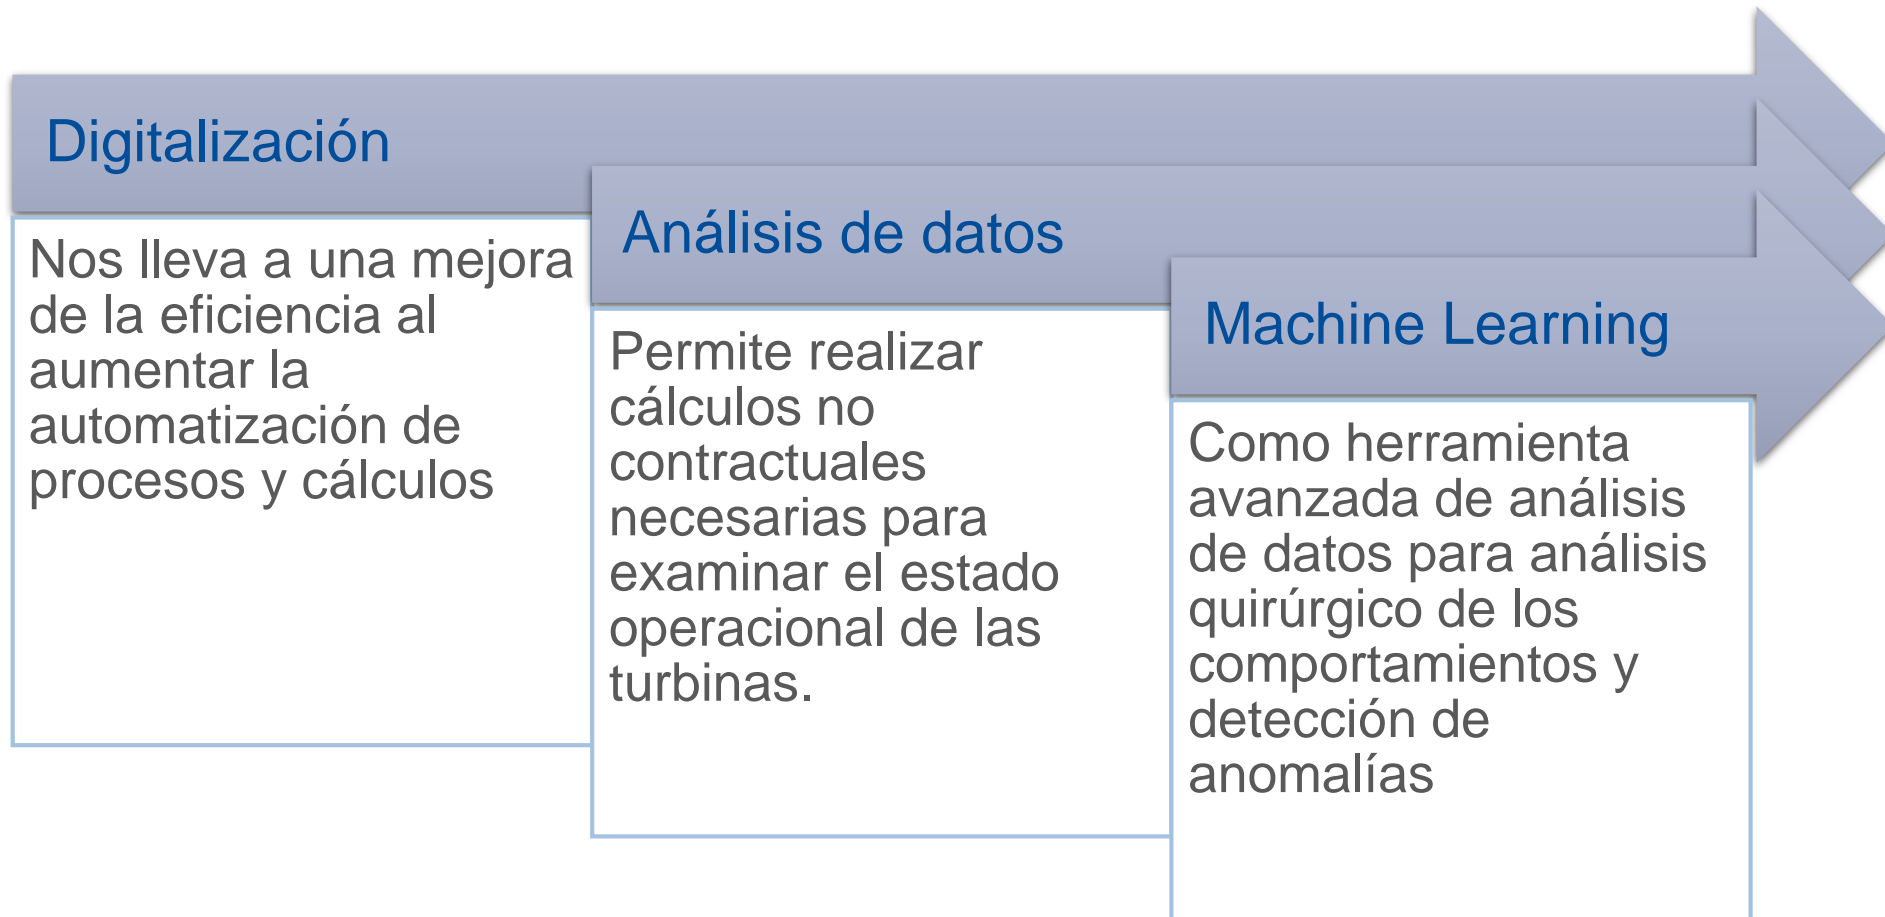 Digitalización
Nos lleva a una mejora
de la eficiencia al
aumentar la
automatización de
procesos y cálculos
Análisis de datos
Permite realizar
cálculos no
contractuales
necesarias para
examinar el estado
operacional de las
turbinas.
Machine Learning
Como herramienta
avanzada de análisis
de datos para análisis
quirúrgico de los
comportamientos y
detección de
anomalías